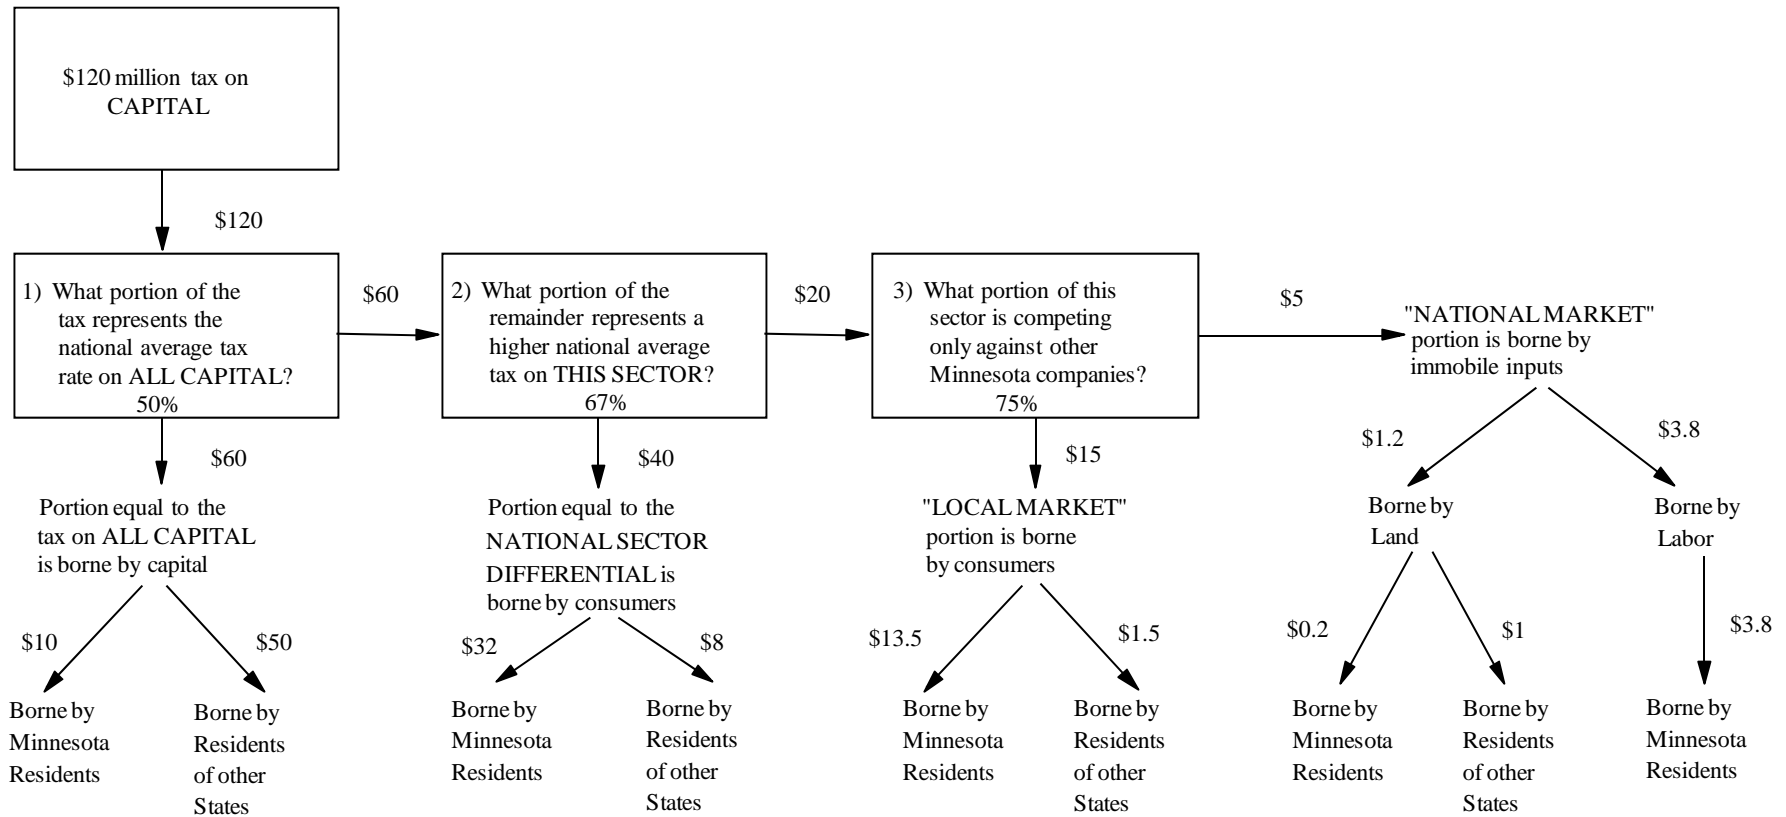 $120 million tax on
CAPITAL
$120
1) What portion of the
tax represents the
national average tax
rate on ALL CAPITAL?
50%
$60
2) What portion of the
remainder represents a
higher national average
tax on THIS SECTOR?
67%
$20
3) What portion of this
sector is competing
only against other
Minnesota companies?
75%
$5
"NATIONAL MARKET"
portion is borne by
immobile inputs
$60
Portion equal to the
tax on ALL CAPITAL
is borne by capital
$40
Portion equal to the
NATIONAL SECTOR
DIFFERENTIAL is
borne by consumers
$15
"LOCAL MARKET"
portion is borne
by consumers
$1.2
Borne by
Land
$3.8
Borne by
Labor
$10
$50
$32
$8
$13.5
$1.5
$0.2
$1
$3.8
Borne by
Minnesota
Residents
Borne by
Residents
of other
States
Borne by
Minnesota
Residents
Borne by
Residents
of other
States
Borne by
Minnesota
Residents
Borne by
Residents
of other
States
Borne by
Minnesota
Residents
Borne by
Residents
of other
States
Borne by
Minnesota
Residents